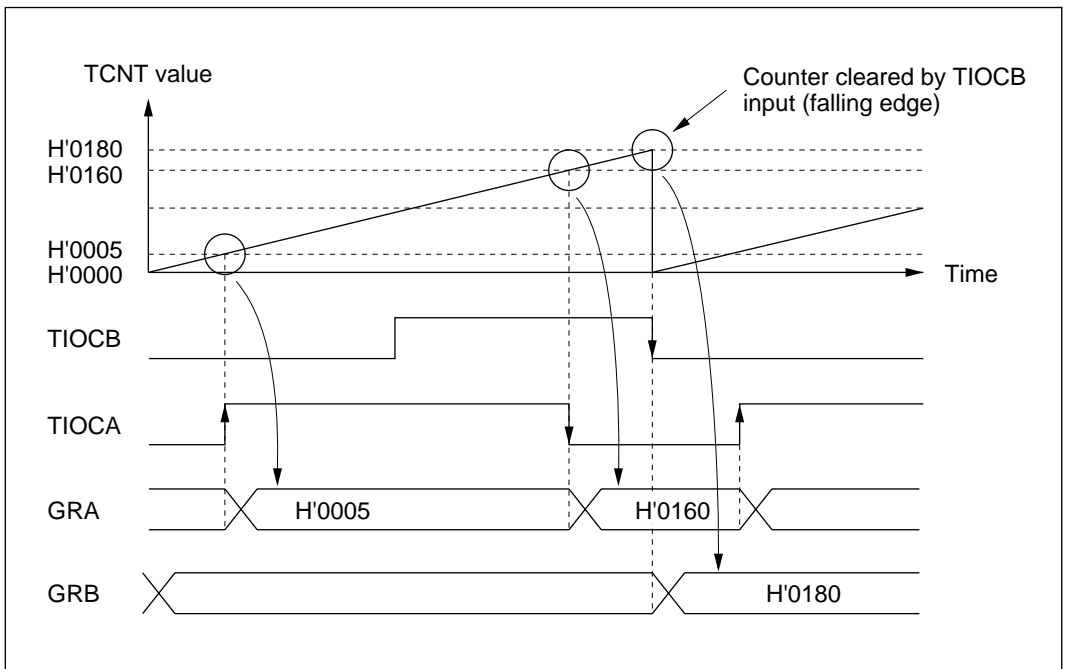 TCNT value
Counter cleared by TIOCB
input (falling edge)
H'0180
H'0160
H'0005
H'0000
Time
TIOCB
TIOCA
GRA
H'0005
H'0160
GRB
H'0180